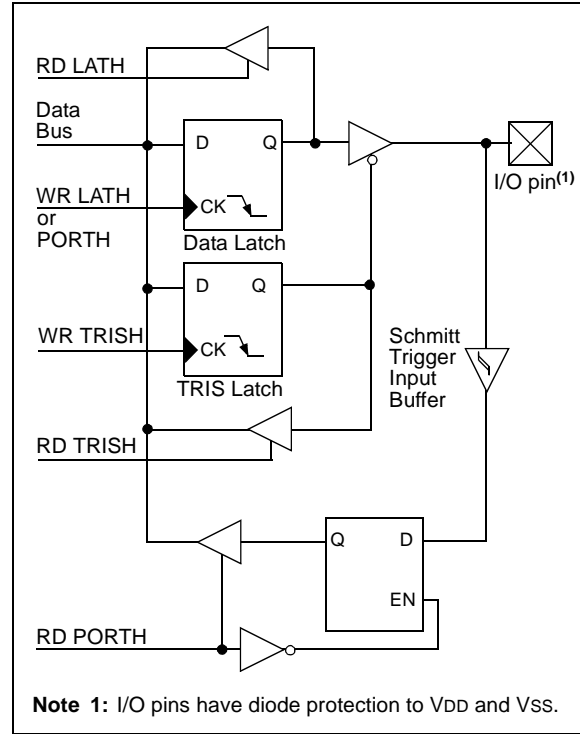 RD LATH
Data
Bus
D Q
I/O pin(1)
WR LATH
or
PORTH
CK
Data Latch
D Q
WR TRISH
CK
TRIS Latch
Schmitt
Trigger
Input
Buffer
RD TRISH
Q D
EN
RD PORTH
Note 1: I/O pins have diode protection to VDD and VSS.